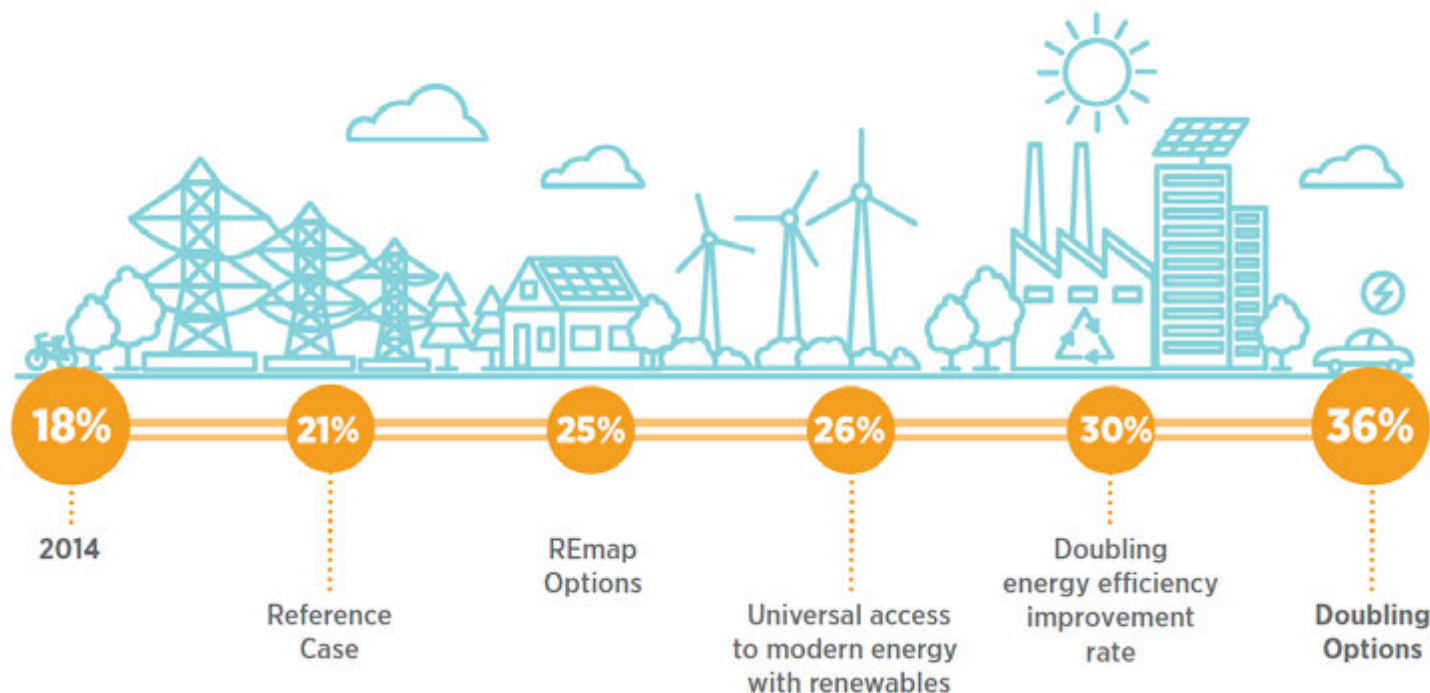 18%
21%
25%
26%
30%
36%
2014
Reference
Case
REmap
Options
Universal access
to modern energy
with renewables
Doubling
energy efficiency
improvement
rate
Doubling
Options